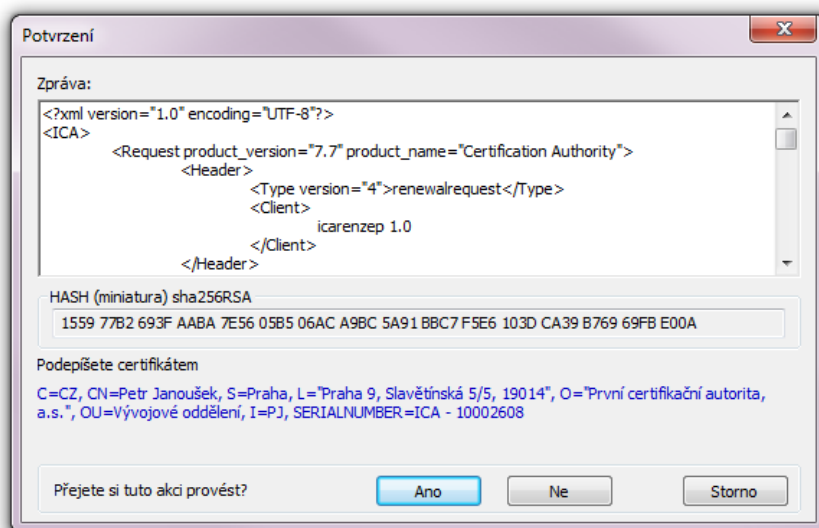 Potvrzení
Zpráva:
<?xml version="1.0" encoding="UTF-8"?>
<ICA>
<Request product_version="7.7" product_name="Certification Authority">
<Header>
<Type version="4">renewalrequest</Type>
<Client>
icarenzep 1.0
</Client>
</Header>
HASH (miniatura) sha256RSA
1559 77B2 693F AABA 7E56 05B5 06AC A9BC 5A91 BBC7 F5E6 103D CA39 B769 69FB E00A
Podepíšete certifikátem
C=CZ, CN=Petr Janoušek, S=Praha, L="Praha 9, Slavětínská 5/5, 19014", O="První certifikační autorita,
a.s.", OU=Vývojové oddělení, I=PJ, SERIALNUMBER=ICA - 10002608
Přejete si tuto akci provést?
Ano
Ne
Storno